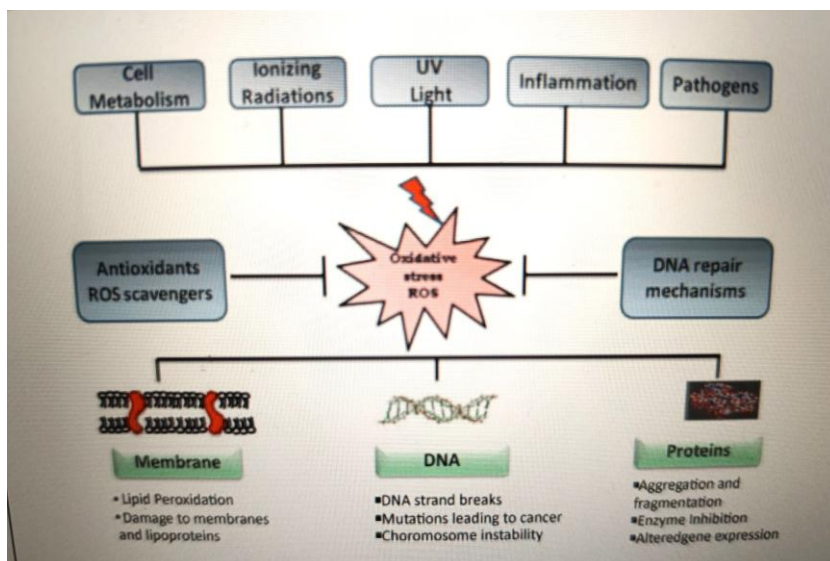 Cell
Metabolism
Ionizing
Radiations
UV
Light
Inflammation
Pathogens
Antioxidants
ROS scavengers
Oxidative
stress
ROS
DNA repair
mechanisms
Membrane
• Lipid Peroxidation
• Damage to membranes
and lipoproteins
DNA
▪DNA strand breaks
▪Mutations leading to cancer
▪Choromosome instability
Proteins
▪Aggregation and
fragmentation
▪Enzyme Inhibition
▪Alteredgene expression